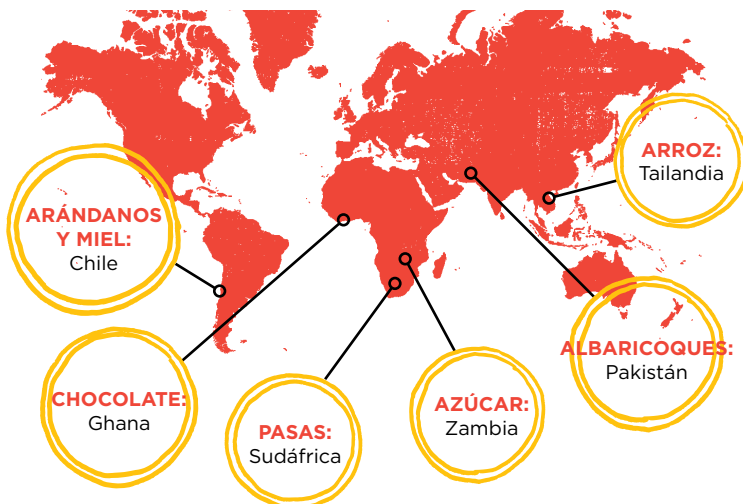 ARROZ:
Tailandia
ARÁNDANOS
Y MIEL:
Chile
ALBARICOQUES:
Pakistán
CHOCOLATE:
Ghana
AZÚCAR:
Zambia
PASAS:
Sudáfrica